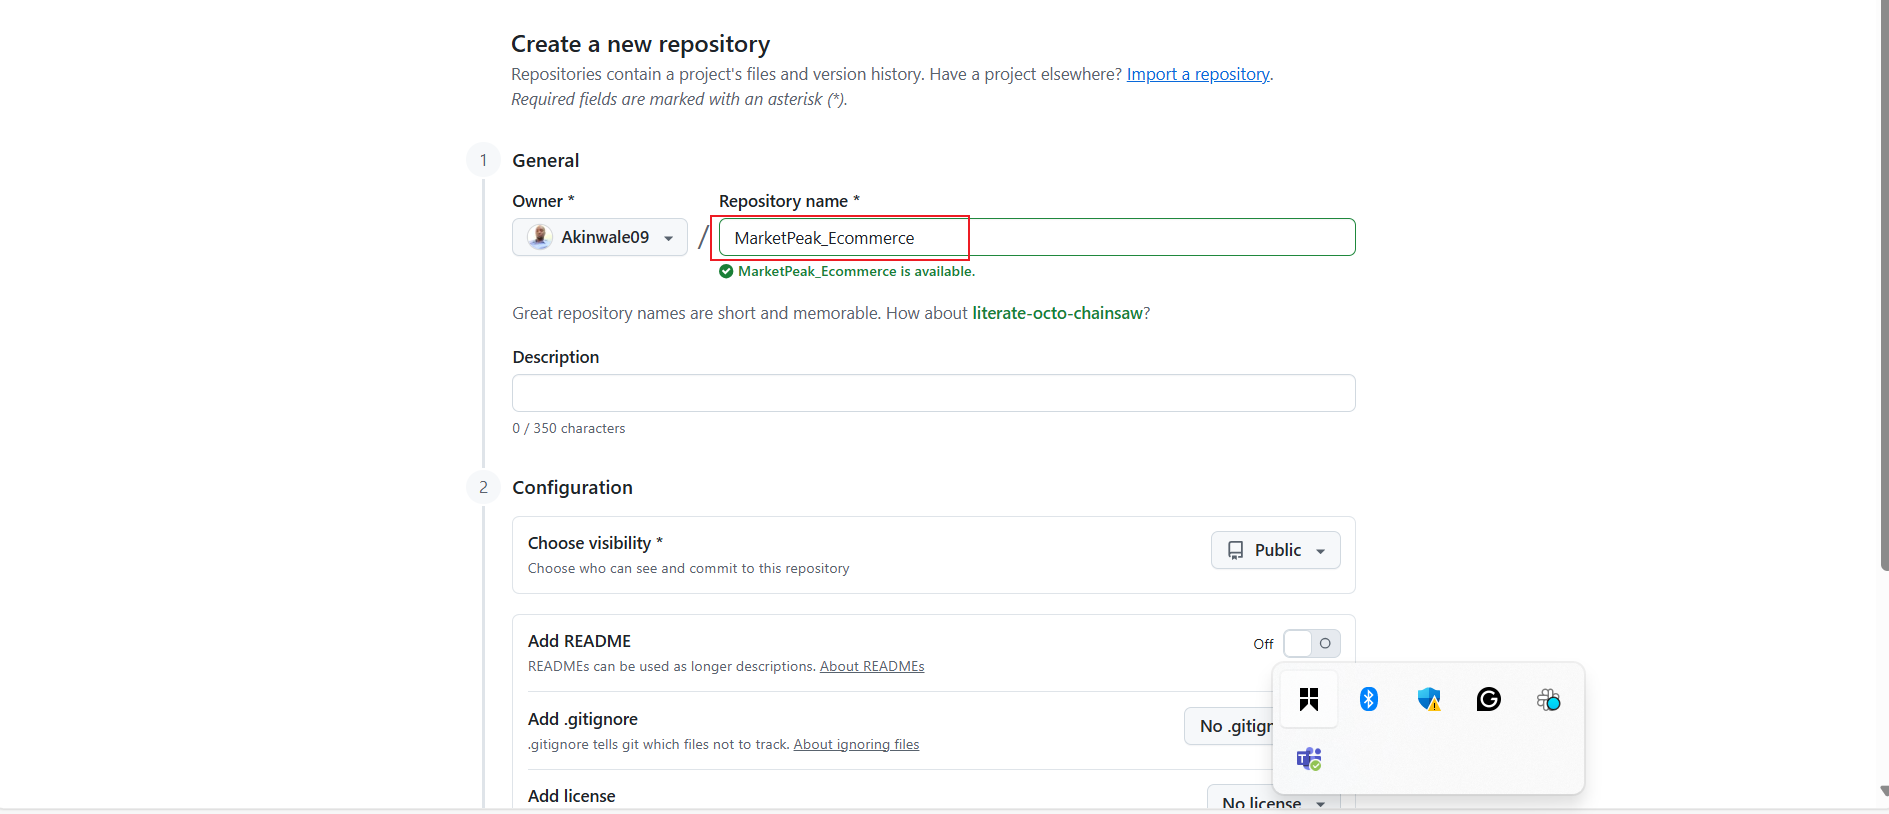 Create a new repository
Repositories contain a project's files and version history. Have a project elsewhere? Import a repository.
Required fields are marked with an asterisk (*).
1 General
Owner * Repository name *
Akinwale09 / MarketPeak_Ecommerce
MarketPeak_Ecommerce is available.
Great repository names are short and memorable. How about literate-octo-chainsaw?
Description
0 / 350 characters
2 Configuration
Choose visibility *
Public
Choose who can see and commit to this repository
Add README
Off
READMEs can be used as longer descriptions. About READMEs
Add .gitignore
No .gitign
.gitignore tells git which files not to track. About ignoring files
Add license
No license